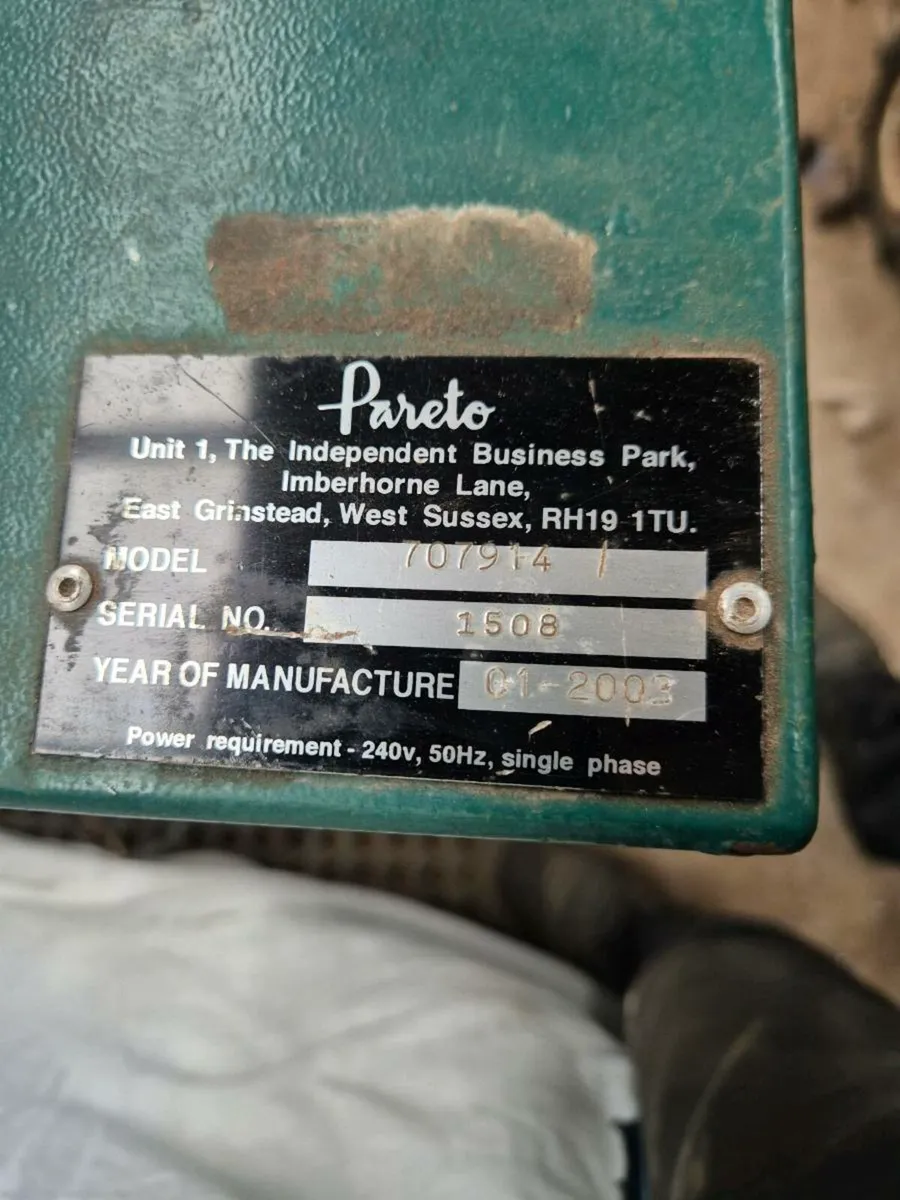 Pareto
Unit 1, The Independent Business Park,
Imberhorne Lane,
East Grinstead, West Sussex, RH19 1TU.
MODEL 707914 /
SERIAL NO. 1508
YEAR OF MANUFACTURE 01-2003
Power requirement - 240v, 50Hz, single phase